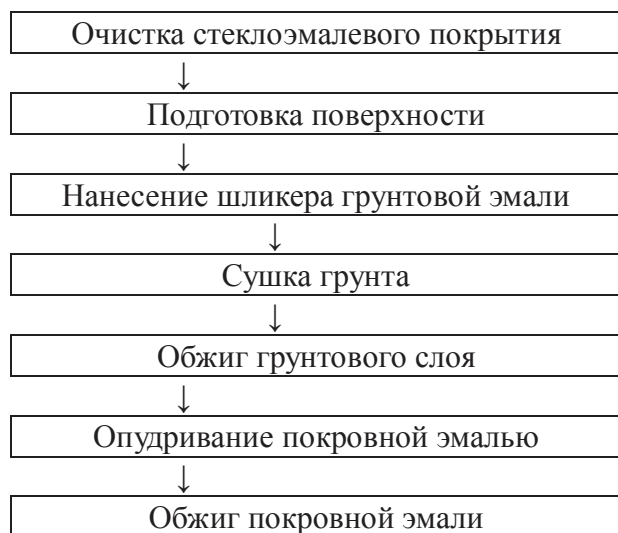 Очистка стеклоэмалевого покрытия
↓
Подготовка поверхности
↓
Нанесение шликера грунтовой эмали
↓
Сушка грунта
↓
Обжиг грунтового слоя
↓
Опудривание покровной эмалью
↓
Обжиг покровной эмали